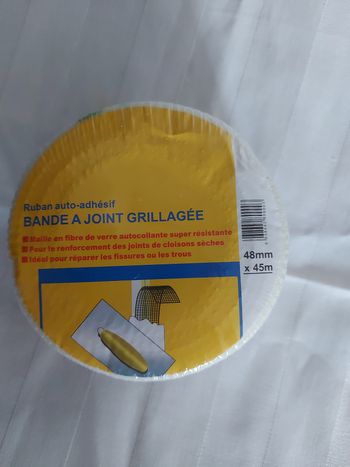 Ruban auto-adhésif
BANDE A JOINT GRILLAGÉE
Maille en fibre de verre autocollante super résistante
Pour le renforcement des joints de cloisons sèches
Idéal pour réparer les fissures ou les trous
48mm
x 45m